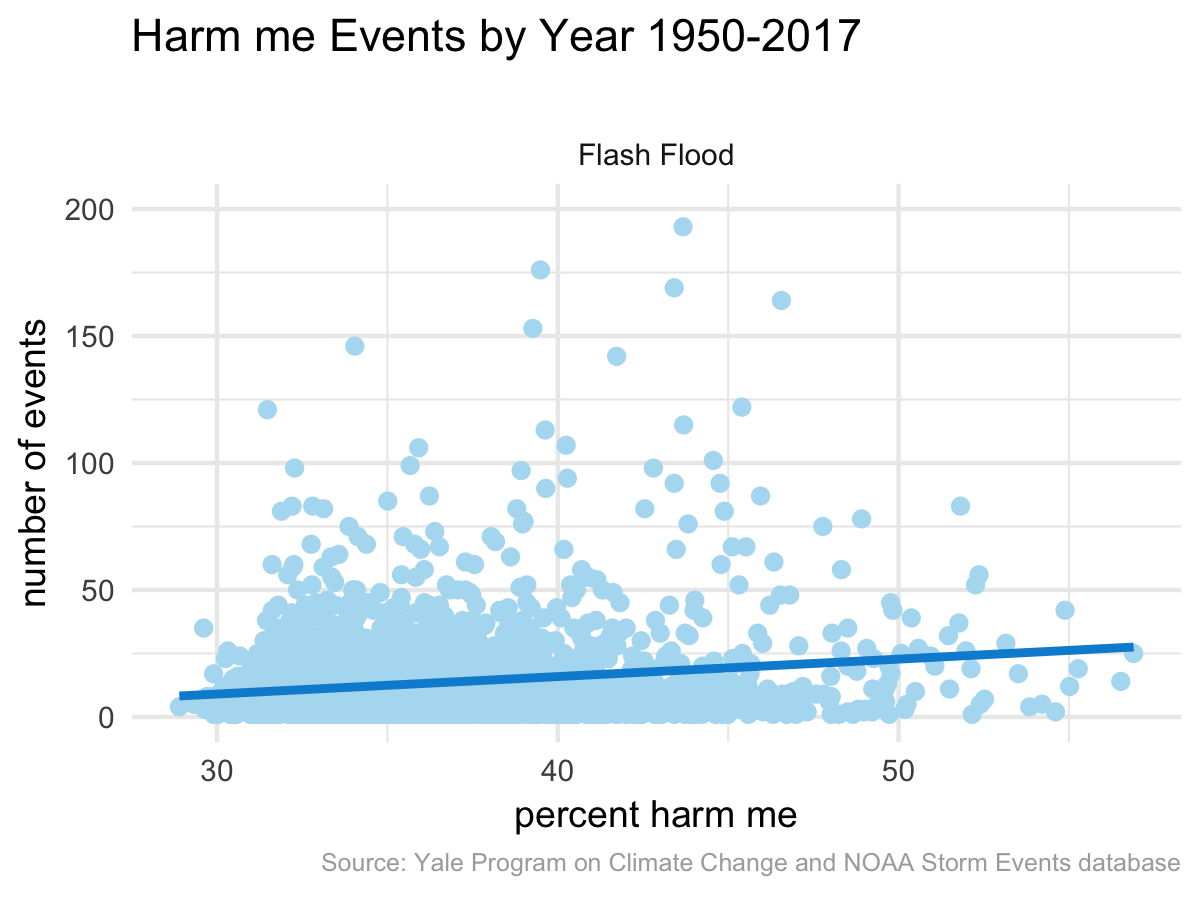 Harm me Events by Year 1950-2017
Flash Flood
200
150
100
50
0
number of events
30 40 50
percent harm me
Source: Yale Program on Climate Change and NOAA Storm Events database